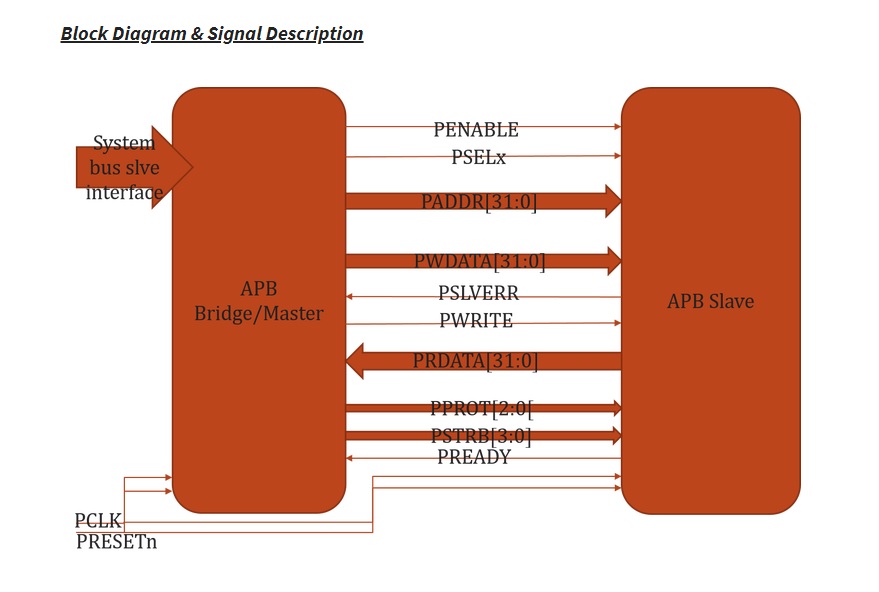 Block Diagram & Signal Description
System
bus slve
interface
PENABLE
PSELx
PADDR[31:0]
PWDATA[31:0]
APB
Bridge/Master
PSLVERR
APB Slave
PWRITE
PRDATA[31:0]
PPROT[2:0[
PSTRB[3:0]
PREADY
PCLK
PRESETn